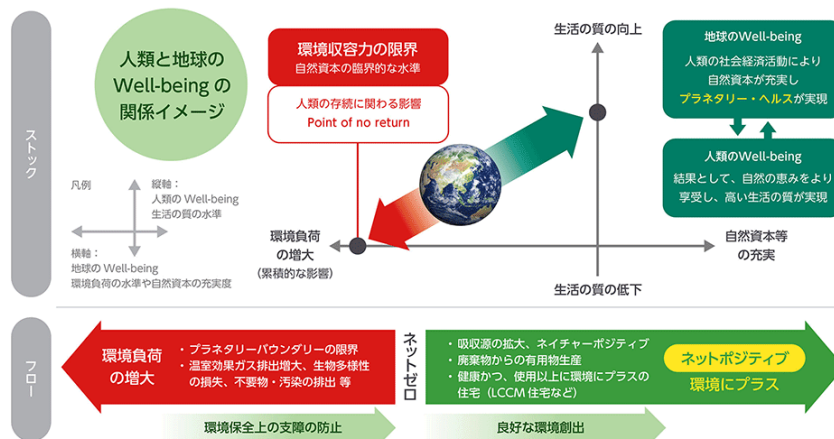 人類と地球の
Well-being の
関係イメージ
環境収容力の限界
自然資本の臨界的な水準
人類の存続に関わる影響
Point of no return
生活の質の向上
地球のWell-being
人類の社会経済活動により
自然資本が充実し
プラネタリー・ヘルスが実現
人類のWell-being
結果として、自然の恵みをより
享受し、高い生活の質が実現
ストック
凡例
縦軸：
人類の Well-being
生活の質の水準
横軸：
地球の Well-being
環境負荷の水準や自然資本の充実度
環境負荷
の増大
（累積的な影響）
自然資本等
の充実
生活の質の低下
フロー
環境負荷
の増大
・プラネタリーバウンダリーの限界
・温室効果ガス排出増大、生物多様性
の損失、不要物・汚染の排出 等
ネットゼロ
・吸収源の拡大、ネイチャーポジティブ
・廃棄物からの有用物生産
・健康かつ、使用以上に環境にプラスの
住宅（LCCM 住宅など）
ネットポジティブ
環境にプラス
環境保全上の支障の防止
良好な環境創出